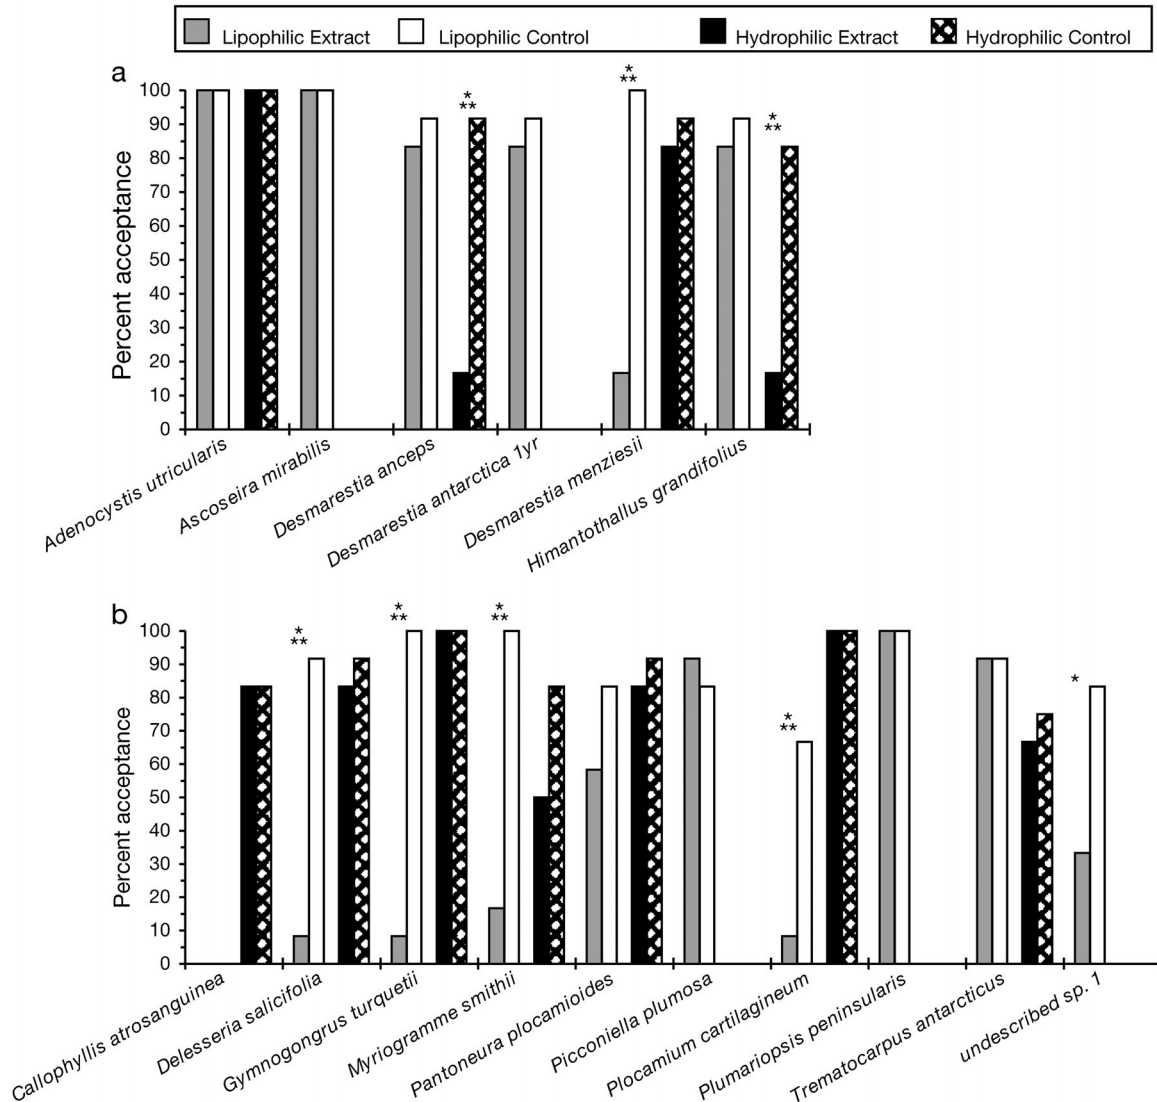 Lipophilic Extract Lipophilic Control Hydrophilic Extract Hydrophilic Control
a
Percent acceptance
100
90
80
70
60
50
40
30
20
10
0
*
**
*
**
*
**
Adenocystis utricularis
Ascoseira mirabilis
Desmarestia anceps
Desmarestia antarctica 1yr
Desmarestia menziesii
Himantothallus grandifolius
b
Percent acceptance
100
90
80
70
60
50
40
30
20
10
0
*
**
*
**
*
**
*
**
*
Callophyllis atrosanguinea
Delesseria salicifolia
Gymnogongrus turquetii
Myriogramme smithii
Pantoneura plocamioides
Picconiella plumosa
Plocamium cartilagineum
Plumariopsis peninsularis
Trematocarpus antarcticus
undescribed sp. 1